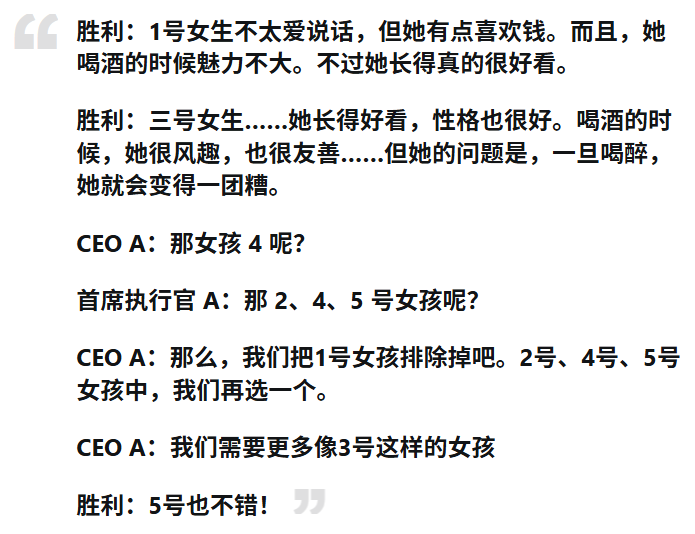 胜利：1号女生不太爱说话，但她有点喜欢钱。而且，她
喝酒的时候魅力不大。不过她长得真的很好看。
胜利：三号女生……她长得好看，性格也很好。喝酒的时
候，她很风趣，也很友善……但她的问题是，一旦喝醉，
她就会变得一团糟。
CEO A：那女孩 4 呢？
首席执行官 A：那 2、4、5 号女孩呢？
CEO A：那么，我们把1号女孩排除掉吧。2号、4号、5号
女孩中，我们再选一个。
CEO A：我们需要更多像3号这样的女孩
胜利：5号也不错！